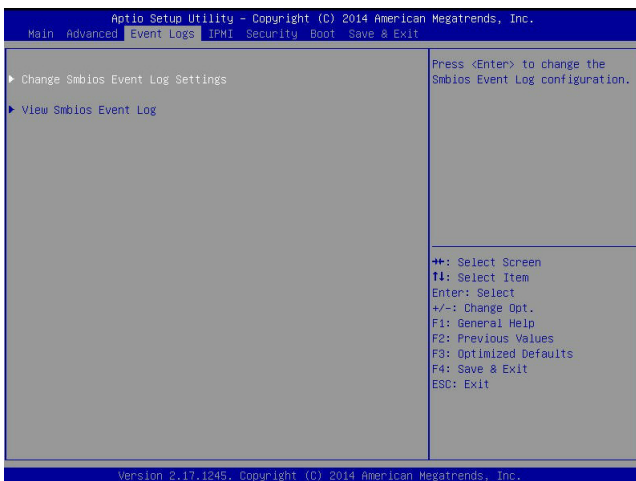 Aptio Setup Utility – Copyright (C) 2014 American Megatrends, Inc.
Main Advanced Event Logs IPMI Security Boot Save & Exit
▶ Change Smbios Event Log Settings
▶ View Smbios Event Log
Press <Enter> to change the
Smbios Event Log configuration.
→←: Select Screen
↑↓: Select Item
Enter: Select
+/-: Change Opt.
F1: General Help
F2: Previous Values
F3: Optimized Defaults
F4: Save & Exit
ESC: Exit
Version 2.17.1245. Copyright (C) 2014 American Megatrends, Inc.